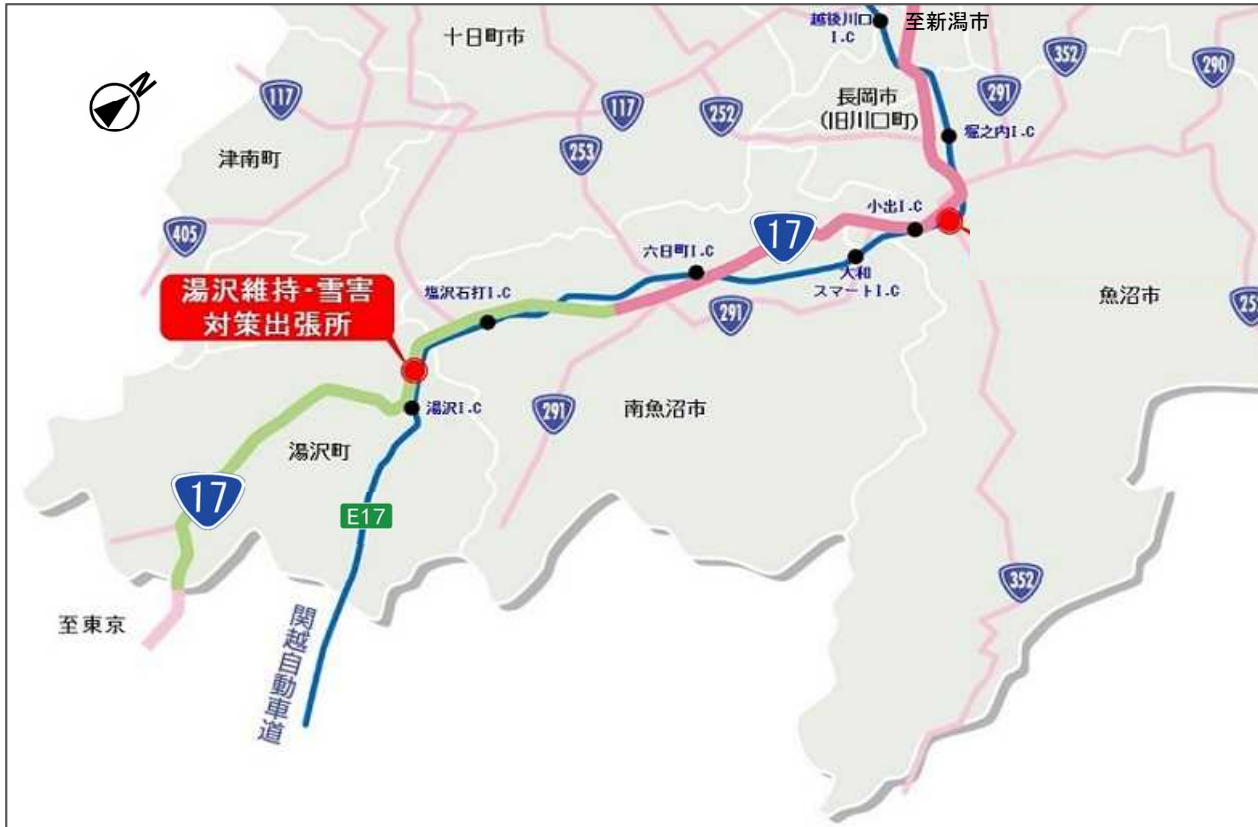 越後川口
I.C
至新潟市
十日町市
352
290
N
117
291
長岡市
(旧川口町)
117
252
堀之内I.C
253
津南町
小出I.C
405
17
六日町I.C
大和
スマートI.C
湯沢維持・雪害
対策出張所
塩沢石打I.C
291
魚沼市
湯沢I.C
291
南魚沼市
湯沢町
17
E17
352
至東京
関越自動車道